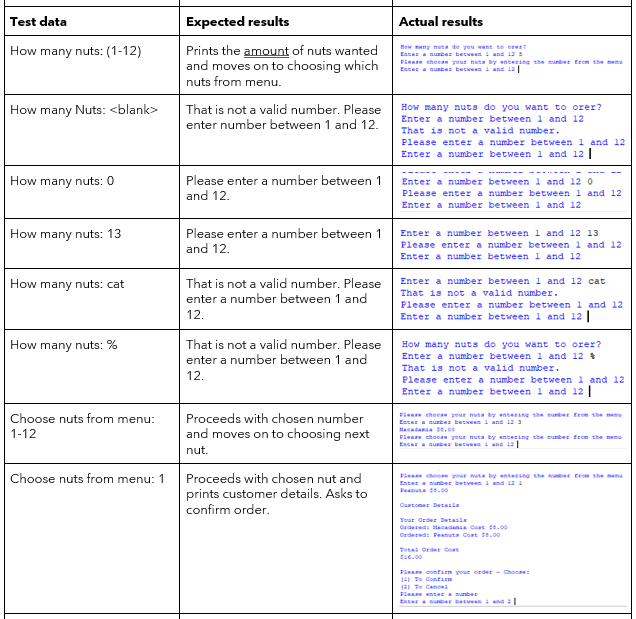 Test data
Expected results
Actual results
How many nuts: (1-12)
Prints the amount of nuts wanted
and moves on to choosing which
nuts from menu.
How many nuts do you want to orer?
Enter a number between 1 and 12 5
Please choose your nuts by entering the number from the menu
Enter a number between 1 and 12
How many Nuts: <blank>
That is not a valid number. Please
enter number between 1 and 12.
How many nuts do you want to orer?
Enter a number between 1 and 12
That is not a valid number.
Please enter a number between 1 and 12
Enter a number between 1 and 12
How many nuts: 0
Please enter a number between 1
and 12.
Enter a number between 1 and 12 0
Please enter a number between 1 and 12
Enter a number between 1 and 12
How many nuts: 13
Please enter a number between 1
and 12.
Enter a number between 1 and 12 13
Please enter a number between 1 and 12
Enter a number between 1 and 12
How many nuts: cat
That is not a valid number. Please
enter a number between 1 and
12.
Enter a number between 1 and 12 cat
That is not a valid number.
Please enter a number between 1 and 12
Enter a number between 1 and 12
How many nuts: %
That is not a valid number. Please
enter a number between 1 and
12.
How many nuts do you want to orer?
Enter a number between 1 and 12 %
That is not a valid number.
Please enter a number between 1 and 12
Enter a number between 1 and 12
Choose nuts from menu:
1-12
Proceeds with chosen number
and moves on to choosing next
nut.
Please choose your nuts by entering the number from the menu
Enter a number between 1 and 12 3
Macadamia $8.00
Please choose your nuts by entering the number from the menu
Enter a number between 1 and 12
Choose nuts from menu: 1
Proceeds with chosen nut and
prints customer details. Asks to
confirm order.
Please choose your nuts by entering the number from the menu
Enter a number between 1 and 12 1
Peanuts $8.00
Customer Details
Your Order Details
Ordered: Macadamia Cost $8.00
Ordered: Peanuts Cost $8.00
Total Order Cost
$16.00
Please confirm your order - Choose:
(1) To Confirm
(2) To Cancel
Please enter a number
Enter a number between 1 and 2